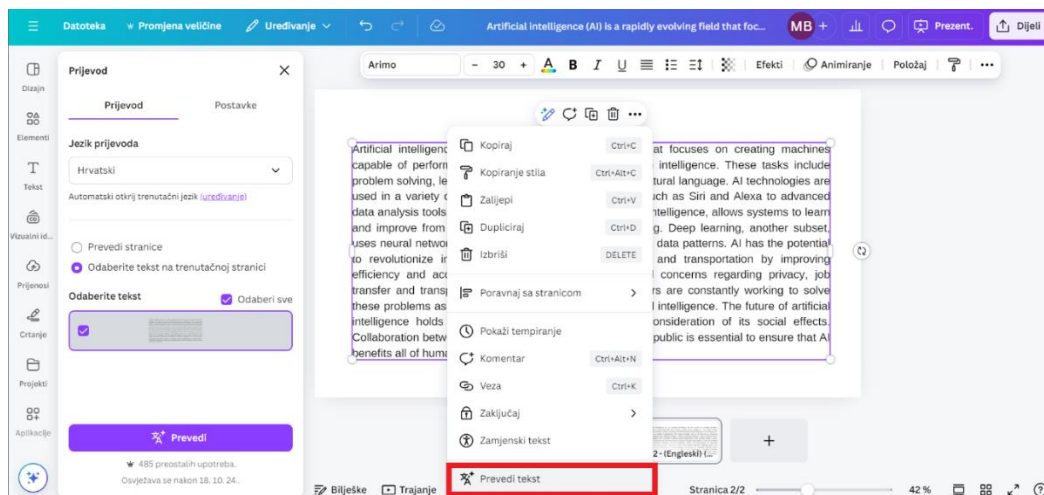 Datoteka Promjena veličine Uređivanje Artificial intelligence (AI) is a rapidly evolving field that foc... MB + Prezent. Dijeli
Dizajn
Elementi
Tekst
Vizualni id...
Prijenosi
Crtanje
Projekti
Aplikacije
Prijevod
Prijevod Postavke
Jezik prijevoda
Hrvatski
Automatski otkrij trenutačni jezik (uređivanje)
Prevedi stranice
Odaberite tekst na trenutačnoj stranici
Odaberite tekst Odaberi sve
Prevedi
485 preostalih upotreba.
Osvježava se nakon 18. 10. 24..
Arimo - 30 + A B I U Efekti Animiranje Položaj
Artificial intelligenc at focuses on creating machines
capable of perform intelligence. These tasks include
problem solving, le tural language. AI technologies are
used in a variety uch as Siri and Alexa to advanced
data analysis tools ntelligence, allows systems to learn
and improve from g. Deep learning, another subset,
uses neural networ data patterns. AI has the potential
to revolutionize in and transportation by improving
efficiency and acc l concerns regarding privacy, job
transfer and transp rs are constantly working to solve
these problems as l intelligence. The future of artificial
intelligence holds onsideration of its social effects.
Collaboration betw public is essential to ensure that AI
benefits all of huma
Kopiraj Ctrl+C
Kopiranje stila Ctrl+Alt+C
Zalijepi Ctrl+V
Dupliciraj Ctrl+D
Izbriši DELETE
Poravnaj sa stranicom
Pokaži tempiranje
Komentar Ctrl+Alt+N
Veza Ctrl+K
Zaključaj
Zamjenski tekst
Prevedi tekst
2 - (Engleski) (...
Bilješke Trajanje Stranica 2/2 42 %